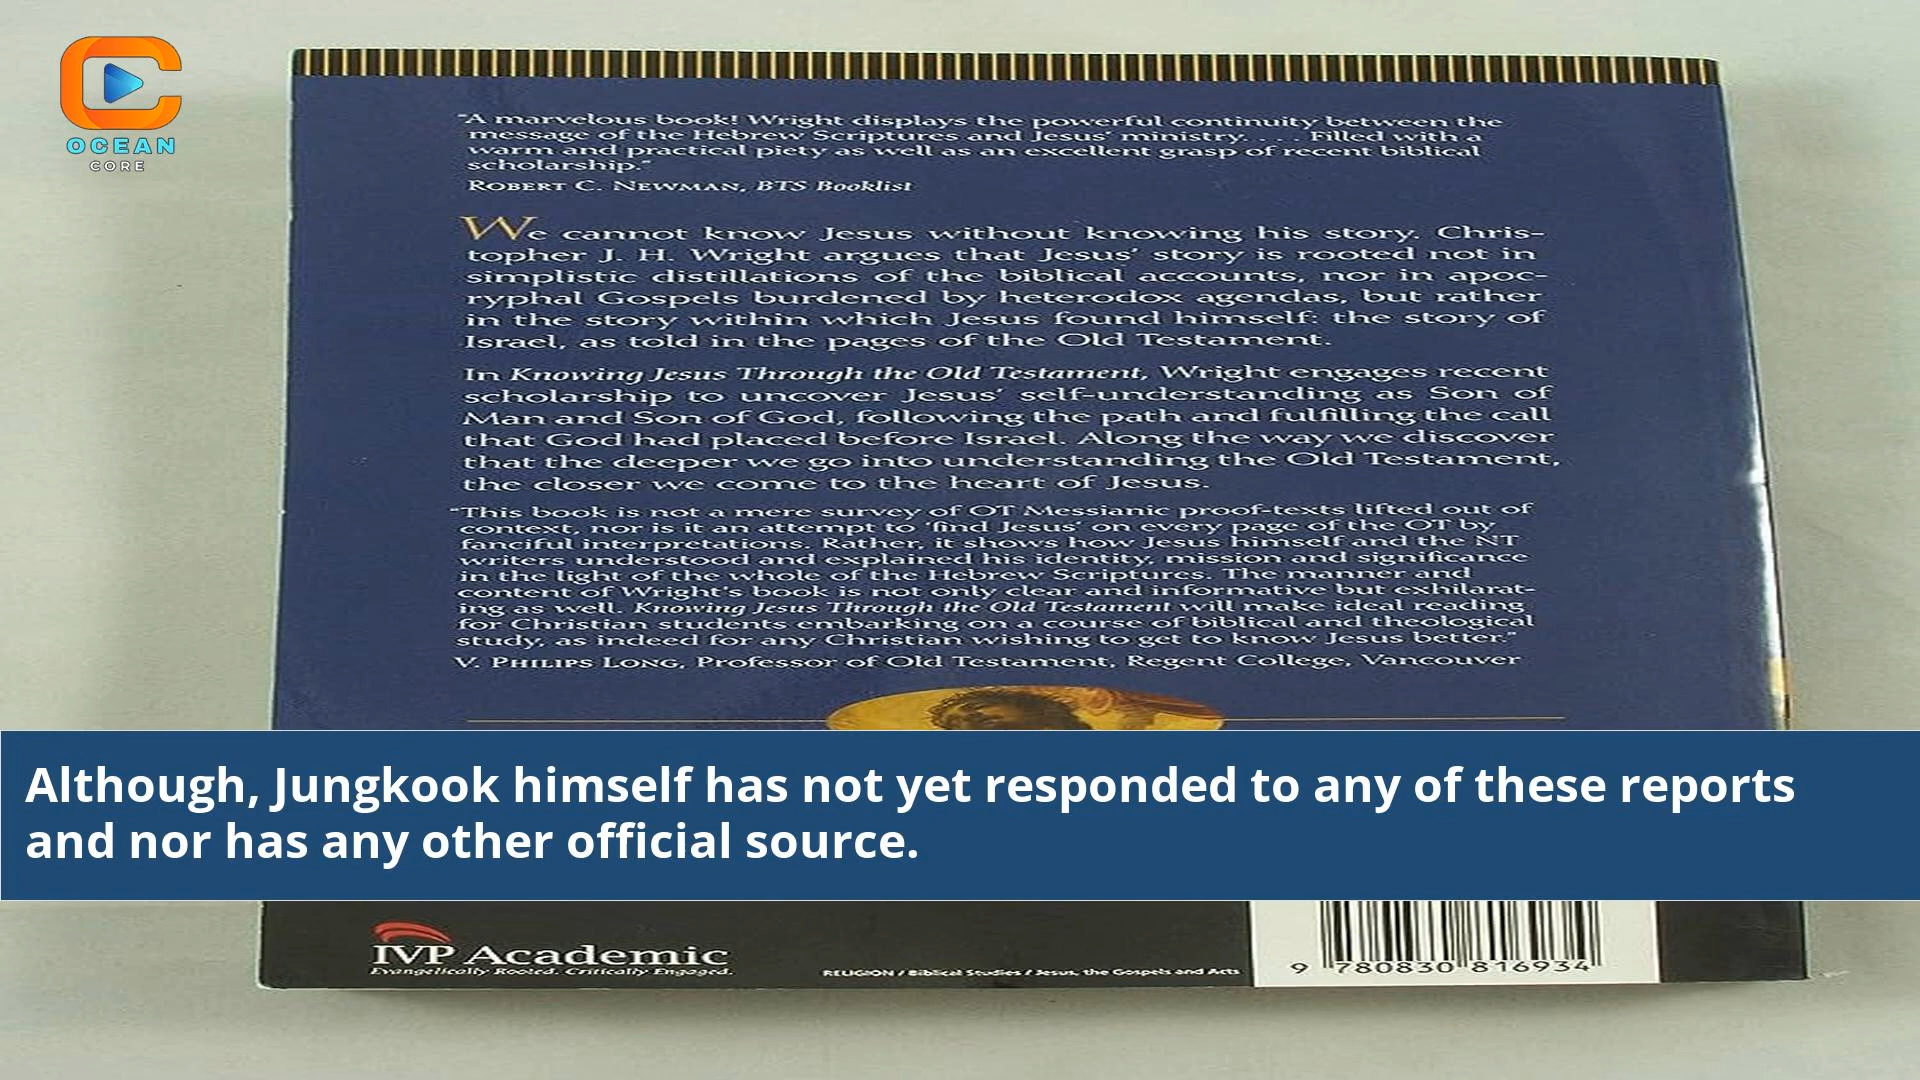 OCEAN
CORE
"A marvelous book! Wright displays the powerful continuity between the
message of the Hebrew Scriptures and Jesus' ministry. . . . Filled with a
warm and practical piety as well as an excellent grasp of recent biblical
scholarship."
ROBERT C. NEWMAN, BTS Booklist
We cannot know Jesus without knowing his story. Chris-
topher J. H. Wright argues that Jesus' story is rooted not in
simplistic distillations of the biblical accounts, nor in apoc-
ryphal Gospels burdened by heterodox agendas, but rather
in the story within which Jesus found himself: the story of
Israel, as told in the pages of the Old Testament.
In Knowing Jesus Through the Old Testament, Wright engages recent
scholarship to uncover Jesus' self-understanding as Son of
Man and Son of God, following the path and fulfilling the call
that God had placed before Israel. Along the way we discover
that the deeper we go into understanding the Old Testament,
the closer we come to the heart of Jesus.
"This book is not a mere survey of OT Messianic proof-texts lifted out of
context, nor is it an attempt to 'find Jesus' on every page of the OT by
fanciful interpretations. Rather, it shows how Jesus himself and the NT
writers understood and explained his identity, mission and significance
in the light of the whole of the Hebrew Scriptures. The manner and
content of Wright's book is not only clear and informative but exhilarat-
ing as well. Knowing Jesus Through the Old Testament will make ideal reading
for Christian students embarking on a course of biblical and theological
study, as indeed for any Christian wishing to get to know Jesus better."
V. PHILIPS LONG, Professor of Old Testament, Regent College, Vancouver
Although, Jungkook himself has not yet responded to any of these reports
and nor has any other official source.
IVP Academic
Evangelically Rooted. Critically Engaged.
RELIGION / Biblical Studies / Jesus, the Gospels and Acts
9 780830 816934